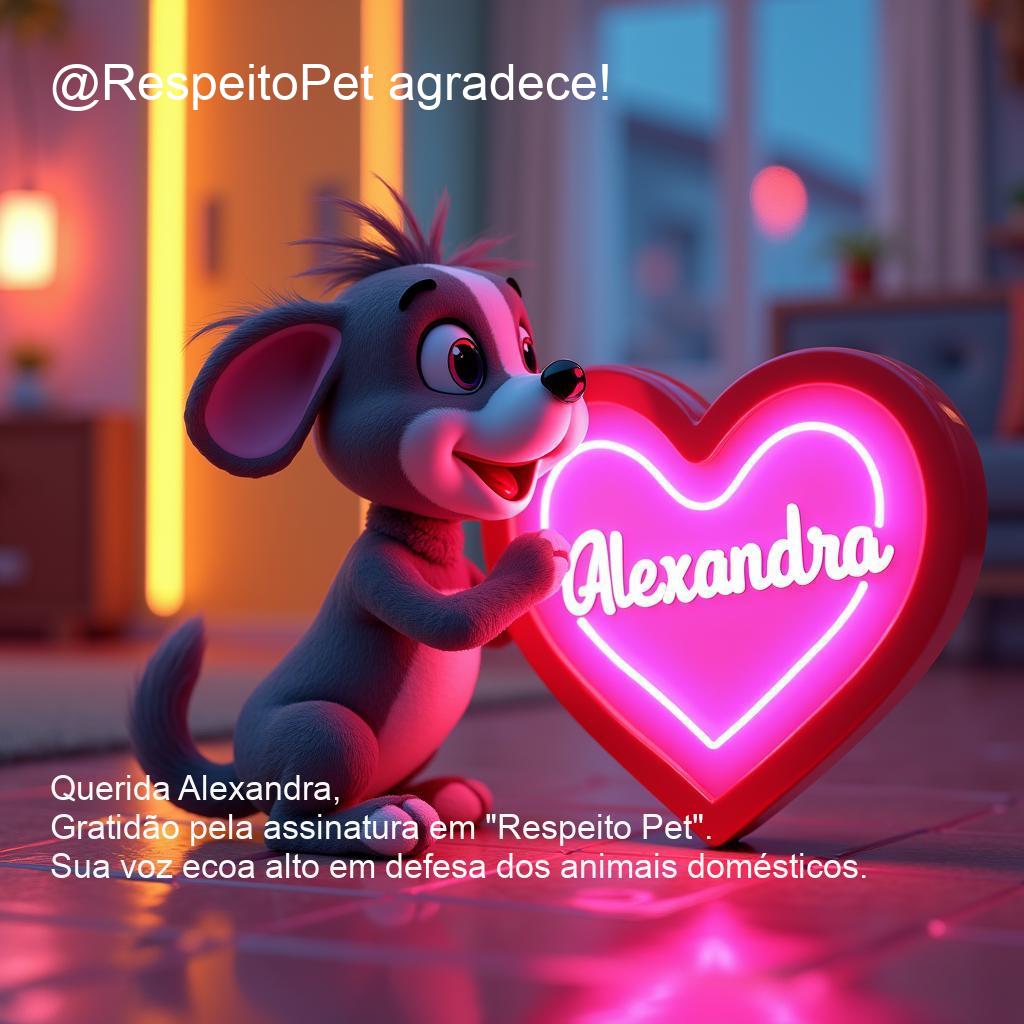 @RespeitoPet agradece!
Alexandra
Querida Alexandra,
Gratidão pela assinatura em "Respeito Pet".
Sua voz ecoa alto em defesa dos animais domésticos.